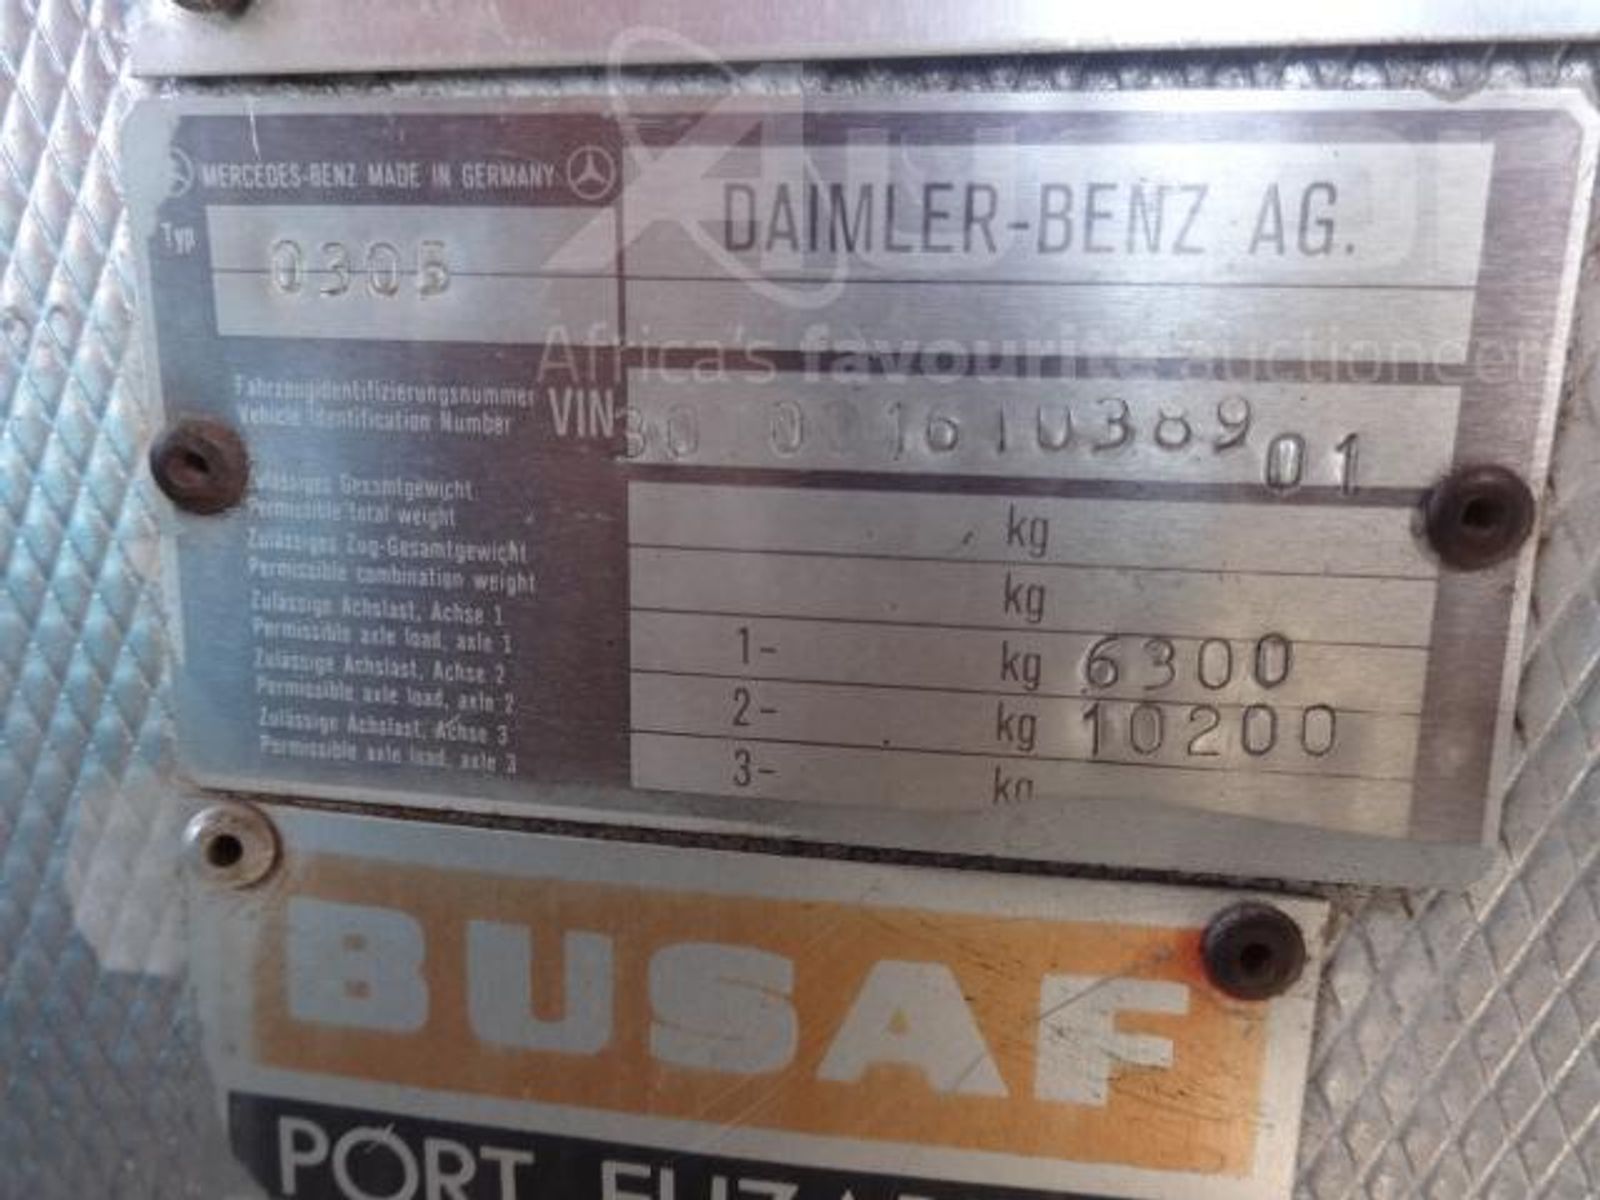 MERCEDES-BENZ MADE IN GERMANY
Typ
0305
DAIMLER-BENZ AG.
Africa's favourite auctioneer
Fahrzeugidentifizierungsnummer
Vehicle Identification Number
VIN
1610389 01
Zulässiges Gesamtgewicht
Permissible total weight
kg
Zulässiges Zug-Gesamtgewicht
Permissible combination weight
kg
Zulässige Achslast, Achse 1
Permissible axle load, axle 1
1- kg 6300
Zulässige Achslast, Achse 2
Permissible axle load, axle 2
2- kg 10200
Zulässige Achslast, Achse 3
Permissible axle load, axle 3
3- kg
BUSAF
PORT